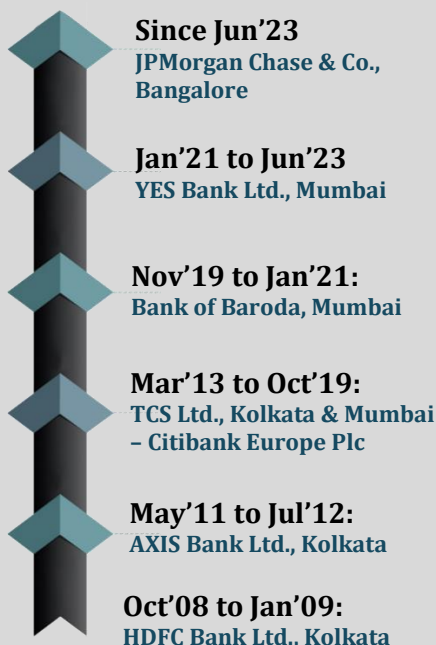 Since Jun’23
JPMorgan Chase & Co.,
Bangalore
Jan’21 to Jun’23
YES Bank Ltd., Mumbai
Nov’19 to Jan’21:
Bank of Baroda, Mumbai
Mar’13 to Oct’19:
TCS Ltd., Kolkata & Mumbai
– Citibank Europe Plc
May’11 to Jul’12:
AXIS Bank Ltd., Kolkata
Oct’08 to Jan’09:
HDFC Bank Ltd., Kolkata